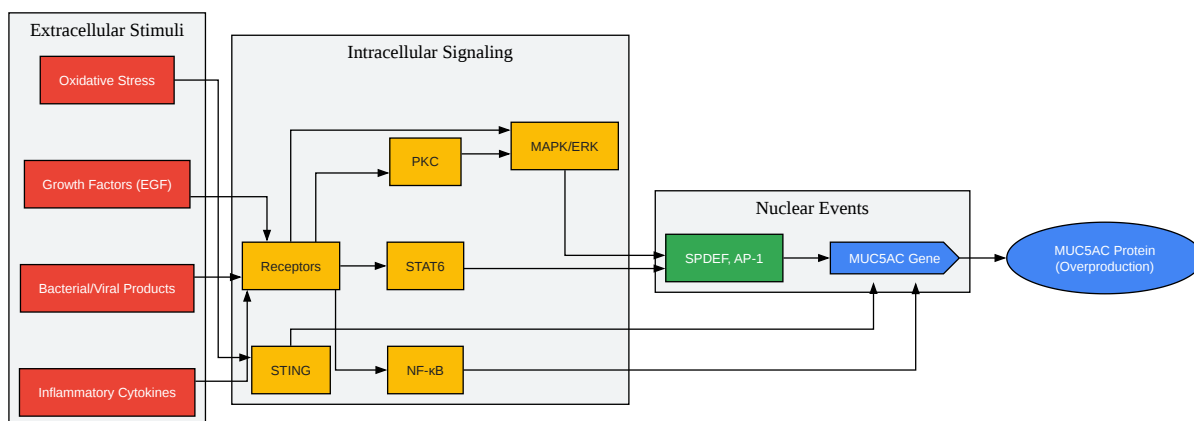 Extracellular Stimuli
Oxidative Stress
Growth Factors (EGF)
Bacterial/Viral Products
Inflammatory Cytokines
Intracellular Signaling
MAPK/ERK
PKC
Receptors
STAT6
STING
NF-κB
Nuclear Events
SPDEF, AP-1
MUC5AC Gene
MUC5AC Protein
(Overproduction)